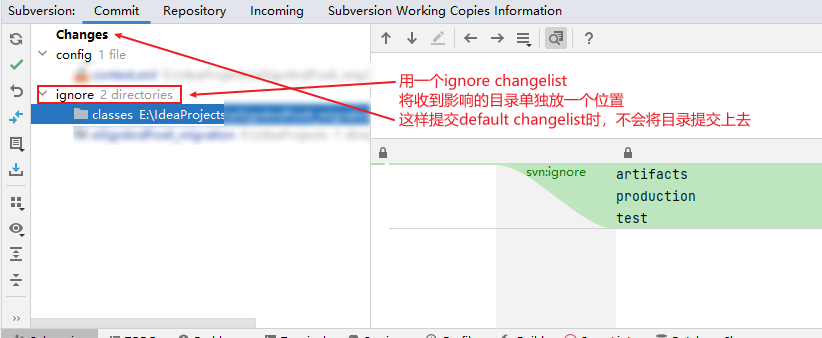 Subversion: Commit Repository Incoming Subversion Working Copies Information
Changes
config 1 file
ignore 2 directories
classes E:\IdeaProjects
用一个ignore changelist
将收到影响的目录单独放一个位置
这样提交default changelist时，不会将目录提交上去
svn:ignore
artifacts
production
test